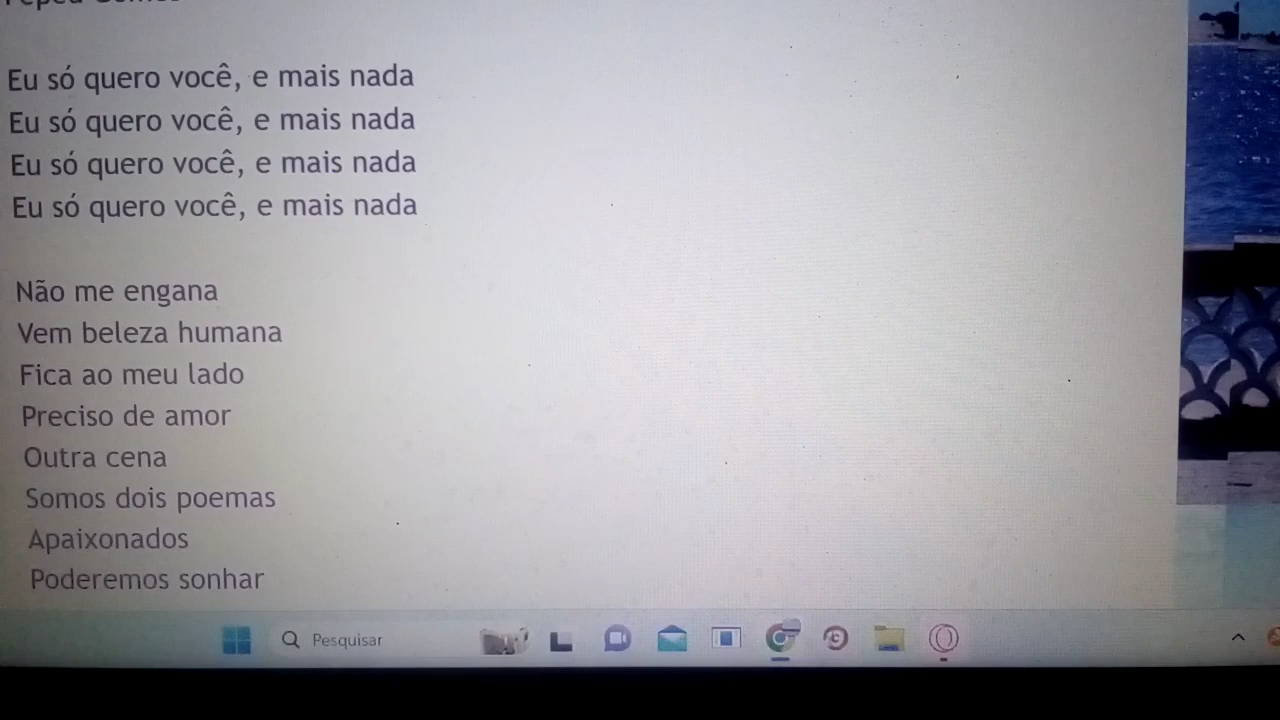 Pepeu Gomes
Eu só quero você, e mais nada
Eu só quero você, e mais nada
Eu só quero você, e mais nada
Eu só quero você, e mais nada
Não me engana
Vem beleza humana
Fica ao meu lado
Preciso de amor
Outra cena
Somos dois poemas
Apaixonados
Poderemos sonhar
Pesquisar